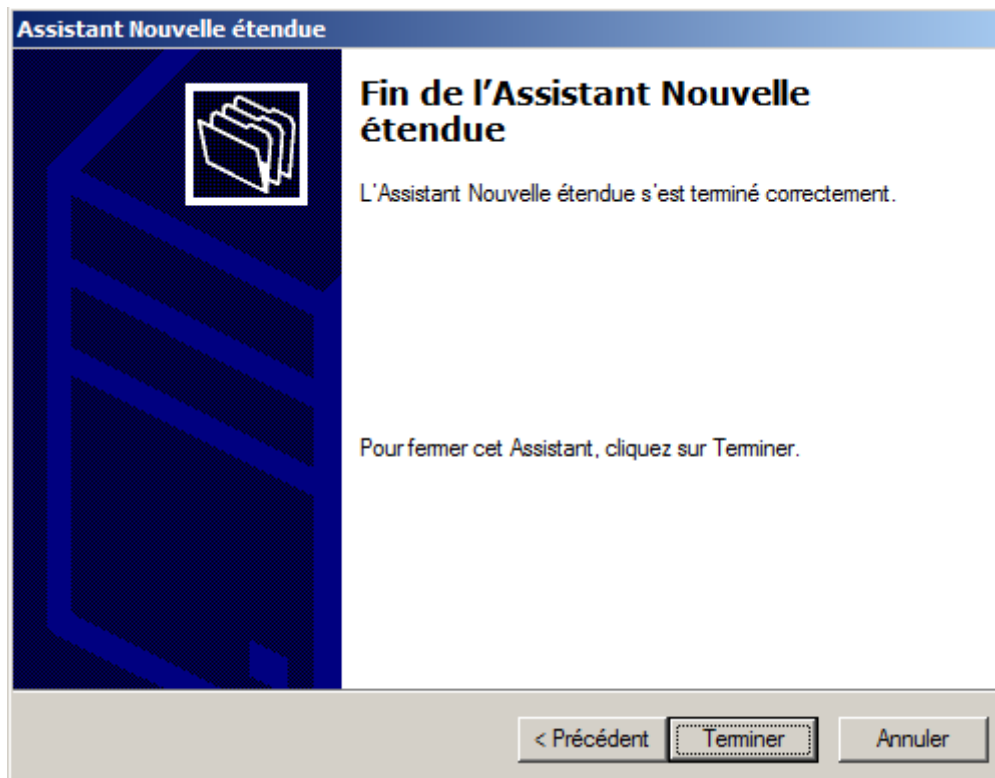 Assistant Nouvelle étendue
Fin de l’Assistant Nouvelle
étendue
L'Assistant Nouvelle étendue s'est terminé correctement.
Pour fermer cet Assistant, cliquez sur Terminer.
< Précédent Terminer Annuler